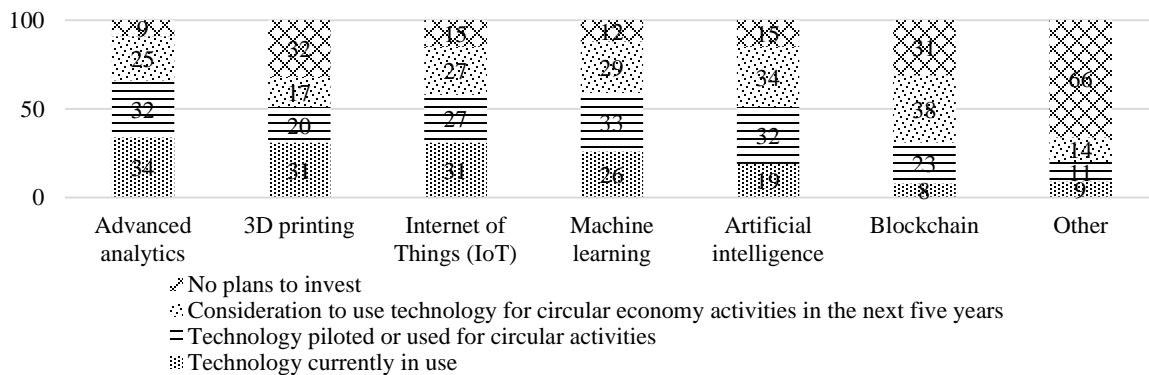 100
50
0
9
25
32
34
32
17
20
31
15
27
27
31
12
29
33
26
15
34
32
19
31
38
23
8
66
14
11
9
Advanced
analytics
3D printing
Internet of
Things (IoT)
Machine
learning
Artificial
intelligence
Blockchain
Other
No plans to invest
Consideration to use technology for circular economy activities in the next five years
Technology piloted or used for circular activities
Technology currently in use